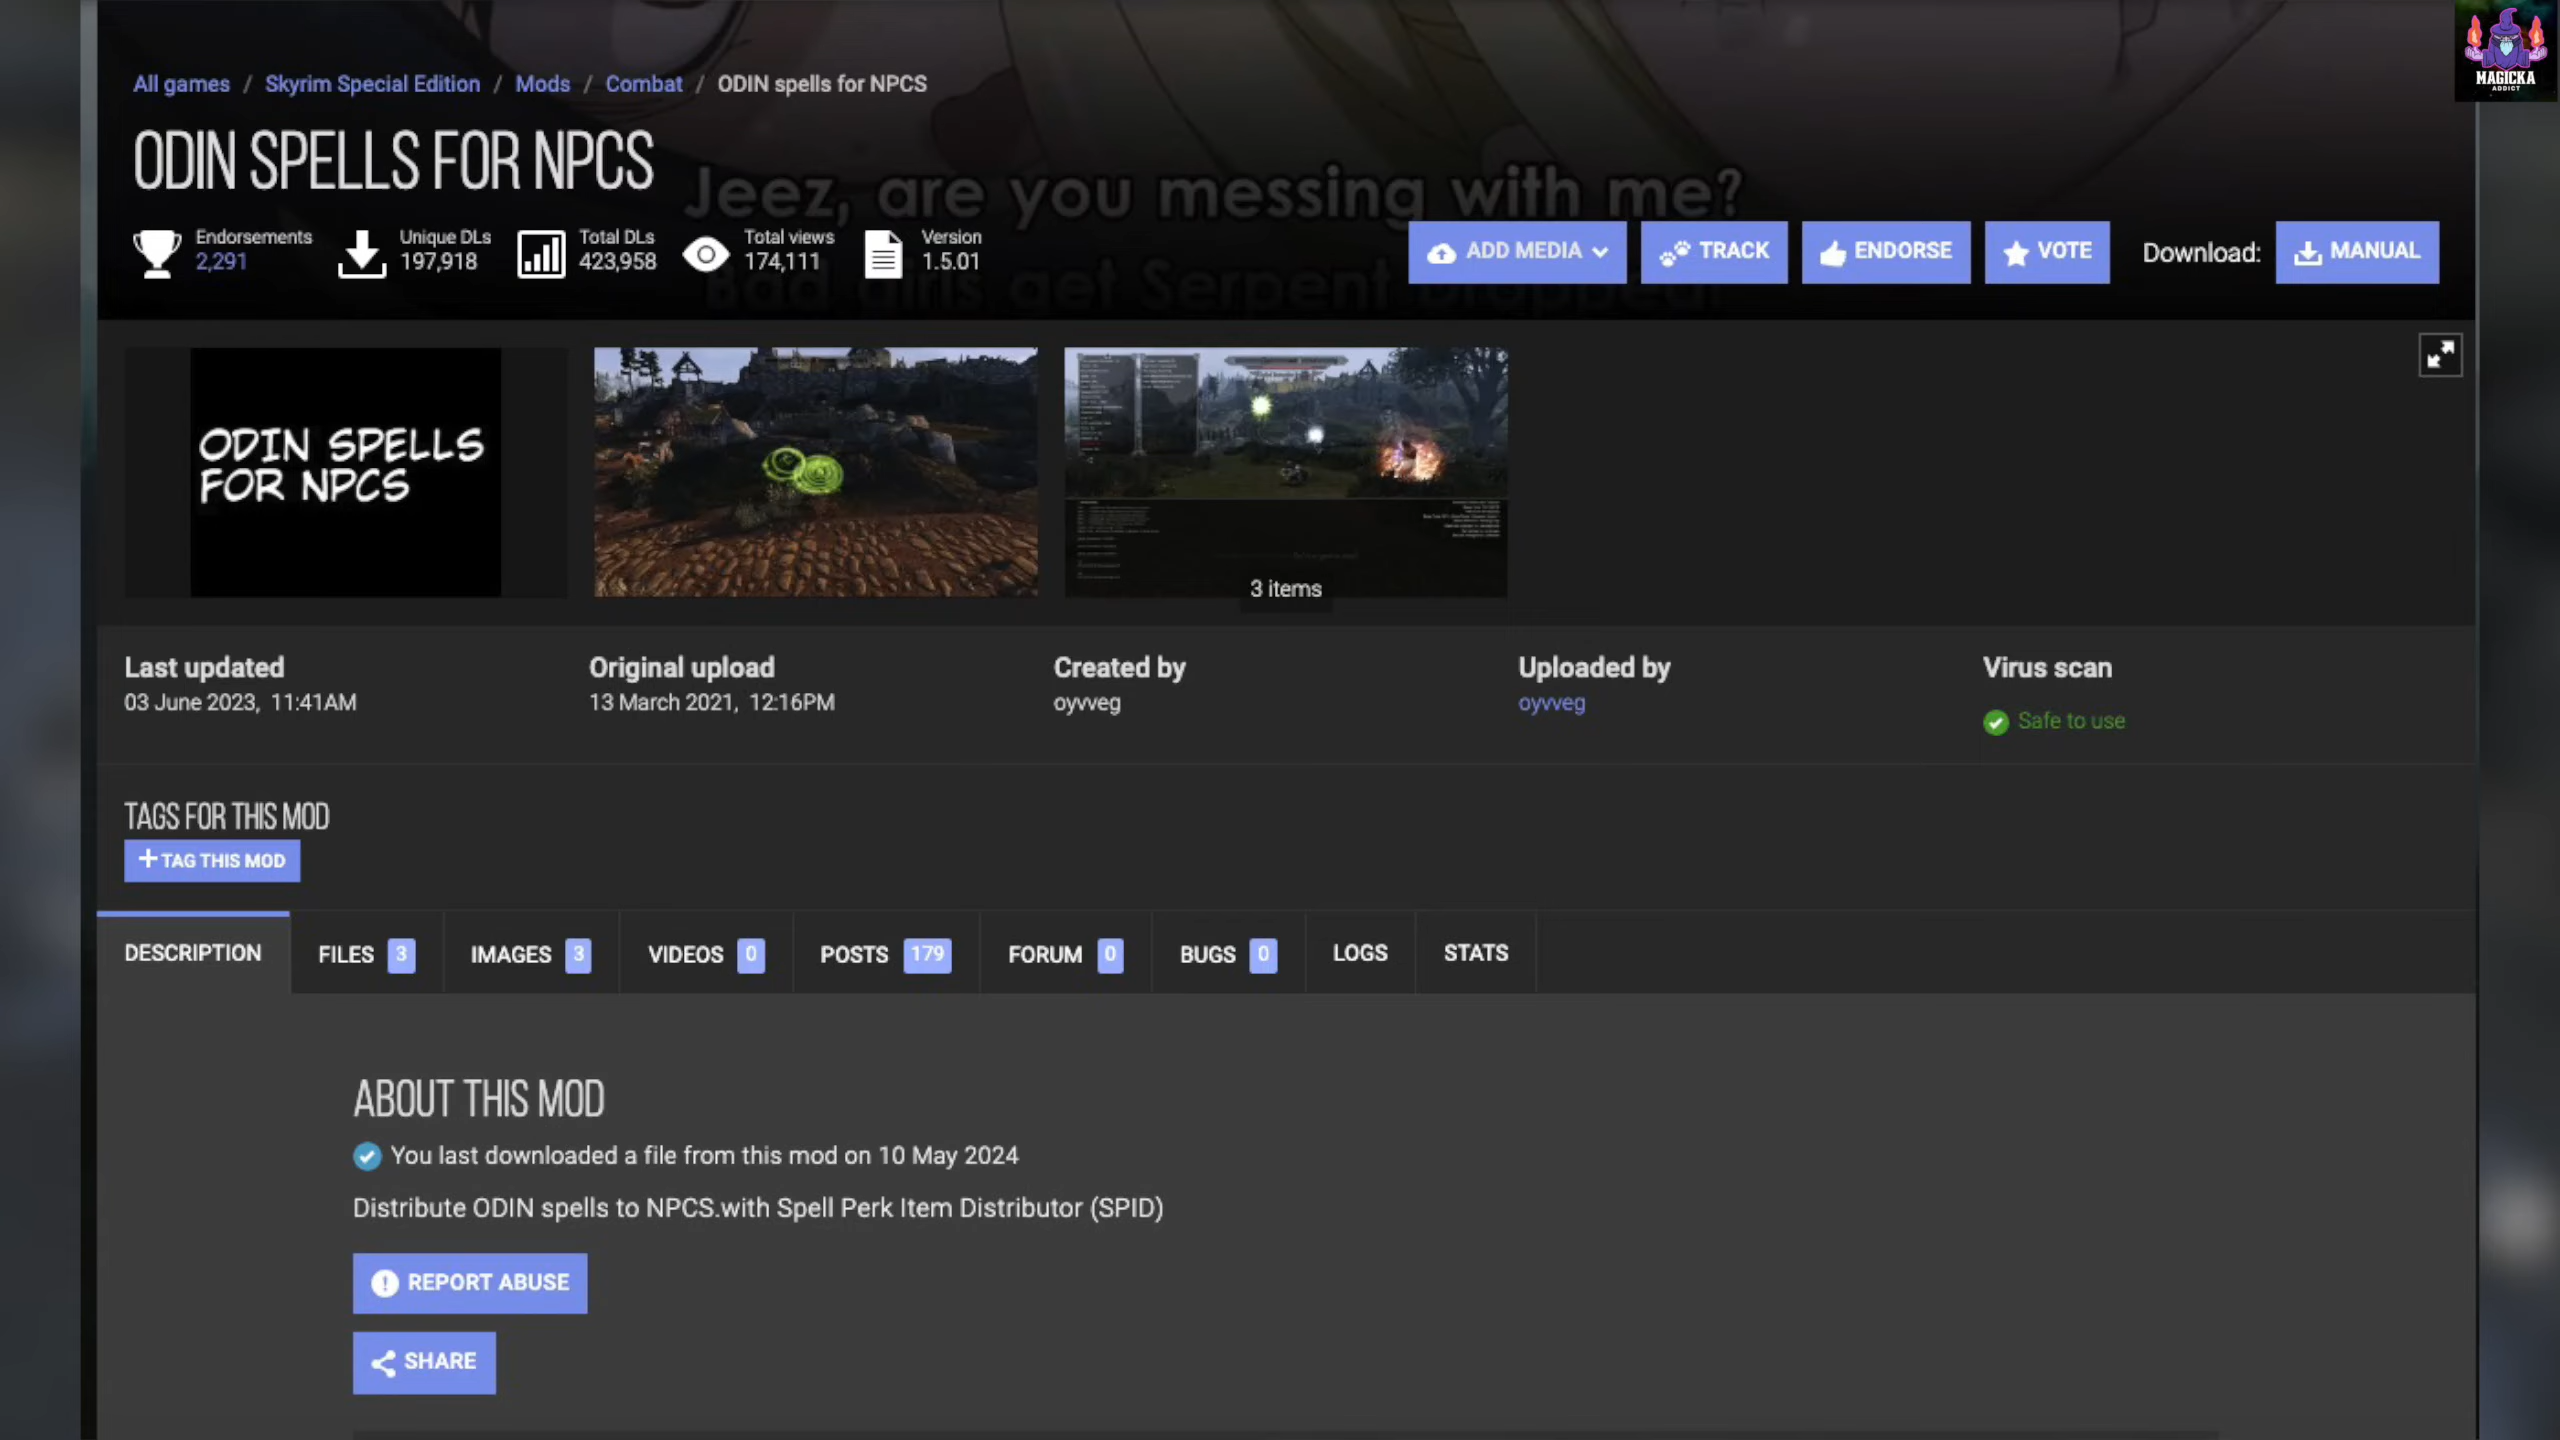 MAGICKA
ADDICT
All games / Skyrim Special Edition / Mods / Combat / ODIN spells for NPCS
ODIN SPELLS FOR NPCS
Jeez, are you messing with me?
Bad girls get Serpent Dropped!
Endorsements
2,291
Unique DLs
197,918
Total DLs
423,958
Total views
174,111
Version
1.5.01
ADD MEDIA
TRACK
ENDORSE
VOTE
Download:
MANUAL
ODIN SPELLS
FOR NPCS
3 items
Last updated
03 June 2023, 11:41AM
Original upload
13 March 2021, 12:16PM
Created by
oyvveg
Uploaded by
oyvveg
Virus scan
Safe to use
TAGS FOR THIS MOD
+TAG THIS MOD
DESCRIPTION
FILES 3
IMAGES 3
VIDEOS 0
POSTS 179
FORUM 0
BUGS 0
LOGS
STATS
ABOUT THIS MOD
You last downloaded a file from this mod on 10 May 2024
Distribute ODIN spells to NPCS.with Spell Perk Item Distributor (SPID)
REPORT ABUSE
SHARE